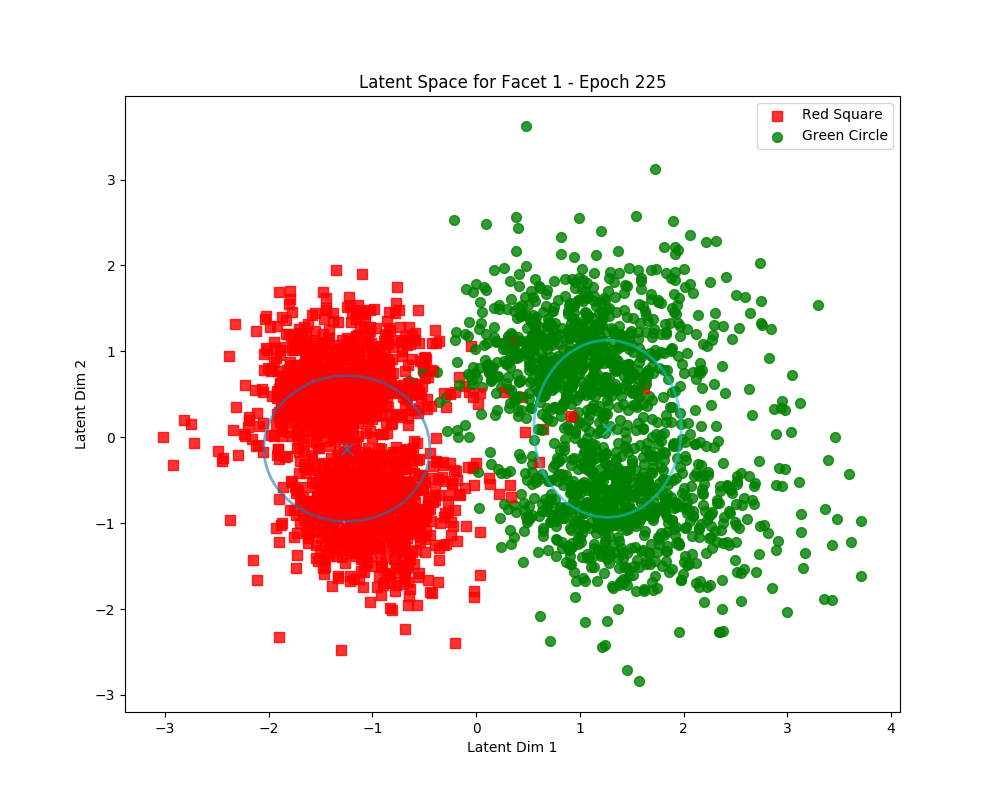 Latent Space for Facet 1 - Epoch 225
Red Square
Green Circle
3
2
1
0
−1
−2
−3
Latent Dim 2
−3 −2 −1 0 1 2 3 4
Latent Dim 1